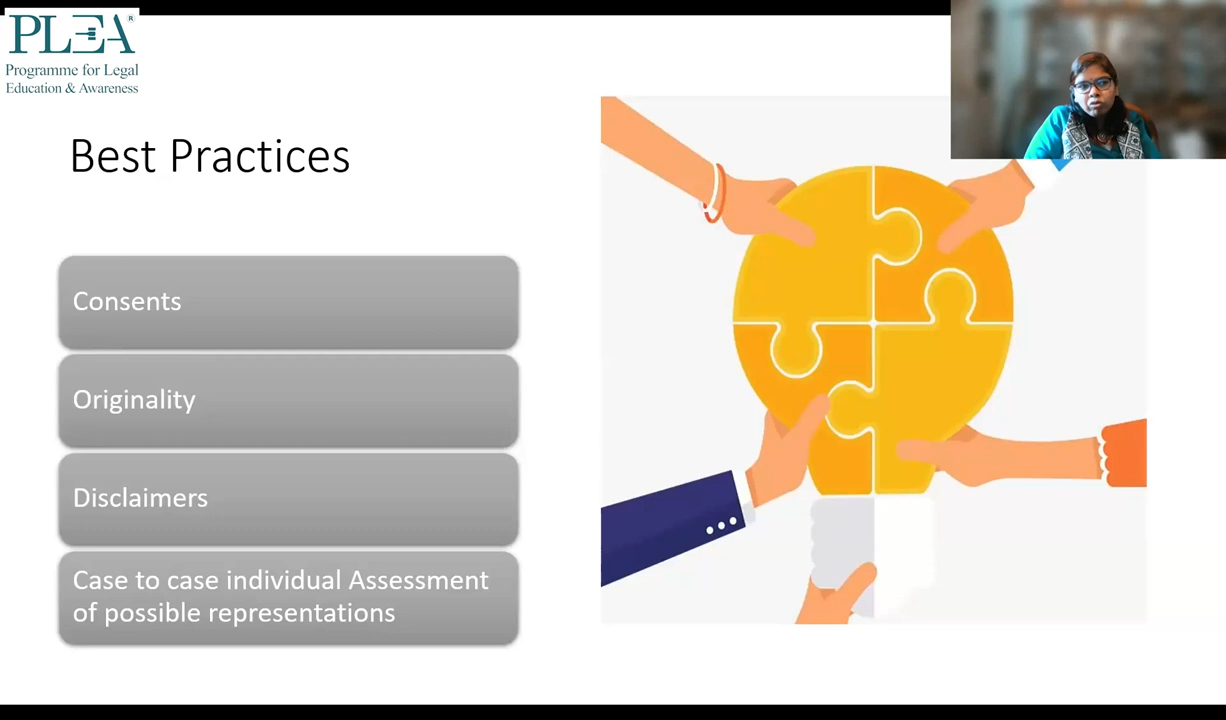 PLEA®
Programme for Legal
Education & Awareness
Best Practices
Consents
Originality
Disclaimers
Case to case individual Assessment
of possible representations